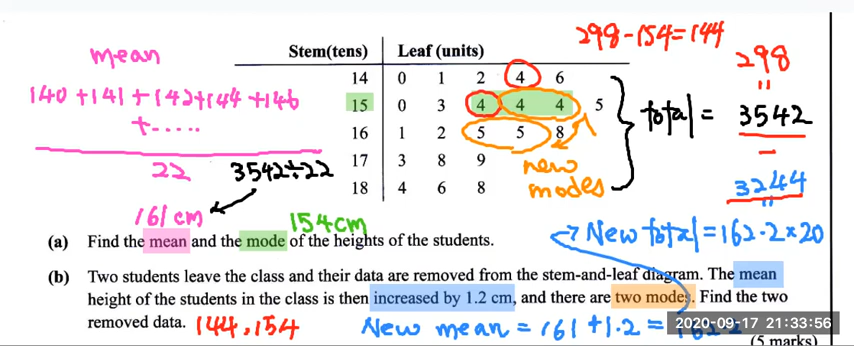 298-154=144
mean
Stem(tens) Leaf (units)
298
14 0 1 2 4 6
140+141+142+144+146
15 0 3 4 4 4 5
+.....
total = 3542
16 1 2 5 5 8
-
22 3542÷22
17 3 8 9
new modes
18 4 6 8
3244
161cm
154cm
New total=162.2×20
(a) Find the mean and the mode of the heights of the students.
(b) Two students leave the class and their data are removed from the stem-and-leaf diagram. The mean
height of the students in the class is then increased by 1.2 cm, and there are two modes. Find the two
removed data. 144,154
New mean = 161+1.2=
2020-09-17 21:33:56
(5 marks)